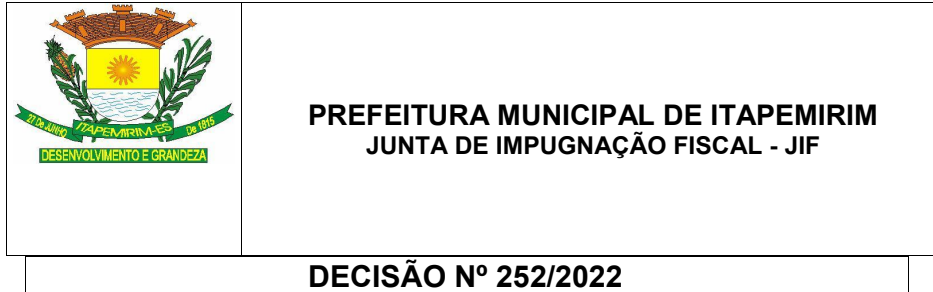 27 De JUNHO ITAPEMIRIM-ES De 1815
DESENVOLVIMENTO E GRANDEZA
PREFEITURA MUNICIPAL DE ITAPEMIRIM
JUNTA DE IMPUGNAÇÃO FISCAL - JIF
DECISÃO Nº 252/2022